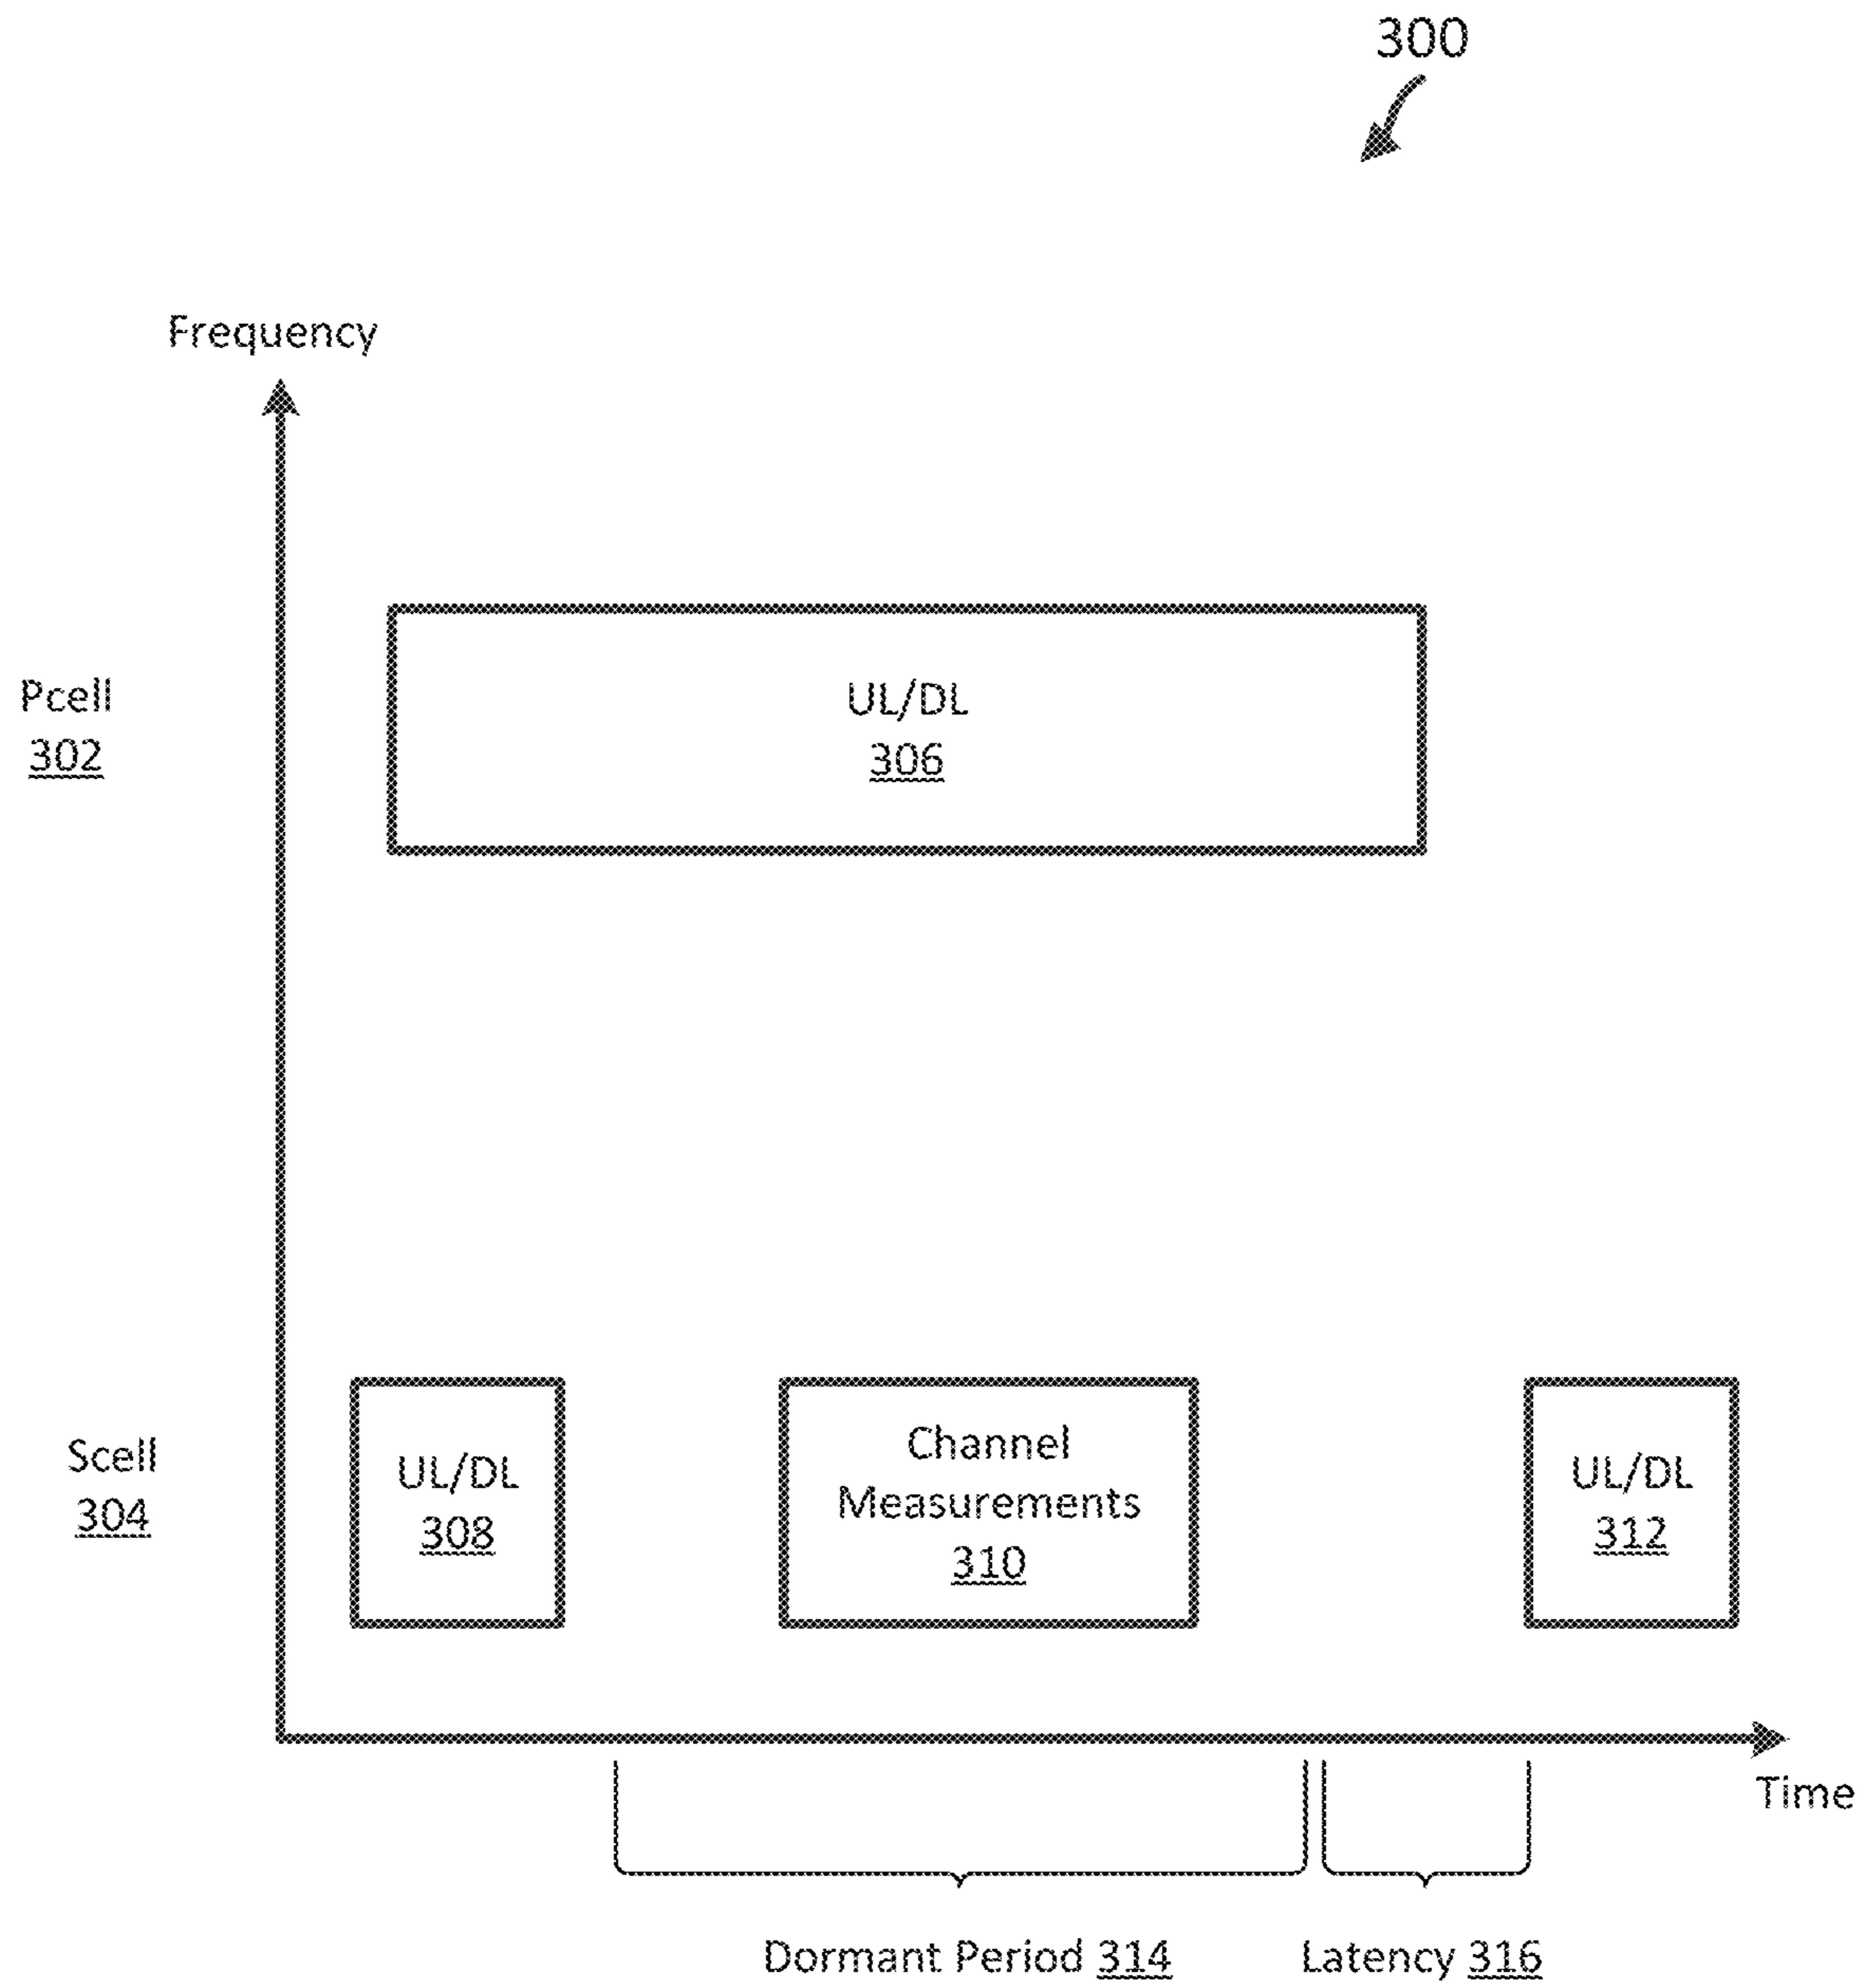 300
Frequency
Pcell
302
UL/DL
306
Scell
304
UL/DL
308
Channel
Measurements
310
UL/DL
312
Time
Dormant Period 314
Latency 316